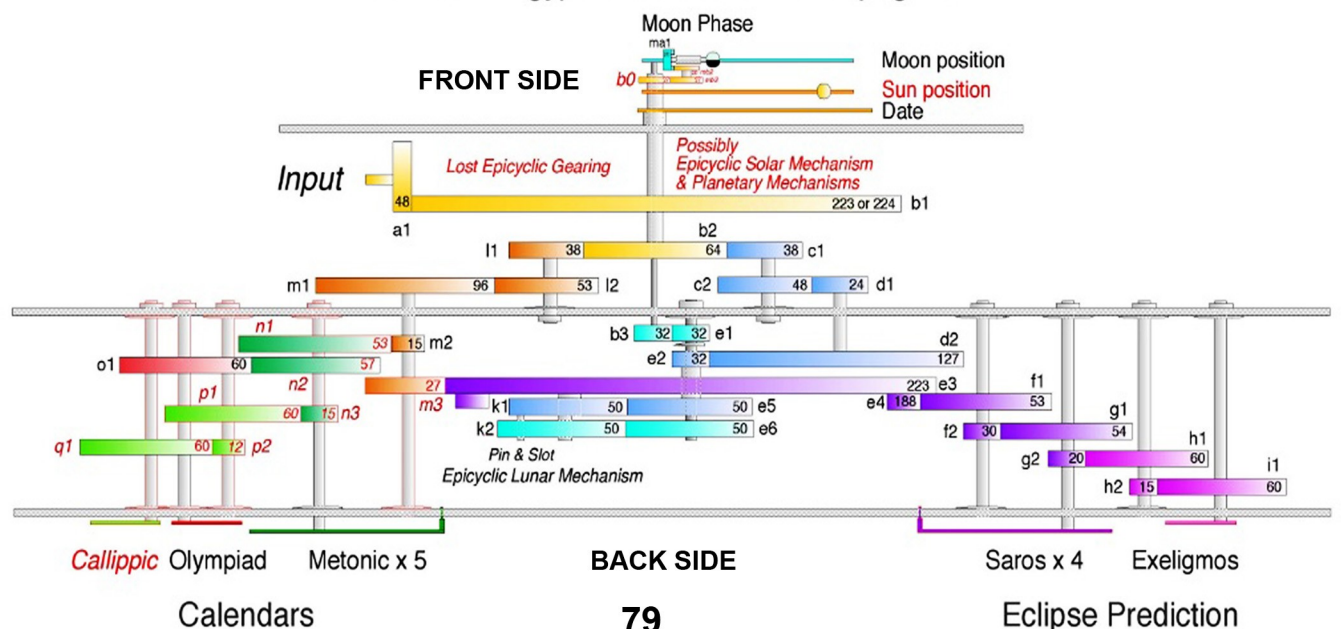 Moon Phase
ma1
Moon position
FRONT SIDE
b0
Sun position
Date
Input
Lost Epicyclic Gearing
Possibly
Epicyclic Solar Mechanism
& Planetary Mechanisms
48
223 or 224
b1
a1
b2
l1
38
64
38
c1
m1
96
53
l2
c2
48
24
d1
n1
53
15
m2
b3
32
32
e1
d2
o1
60
57
e2
32
127
n2
27
223
e3
f1
p1
m3
e4
188
53
60
15
n3
k1
50
50
e5
g1
k2
50
50
e6
f2
30
54
q1
60
12
p2
Pin & Slot
h1
g2
20
60
Epicyclic Lunar Mechanism
i1
h2
15
60
Callippic
Olympiad
Metonic x 5
BACK SIDE
Saros x 4
Exeligmos
Calendars
79
Eclipse Prediction